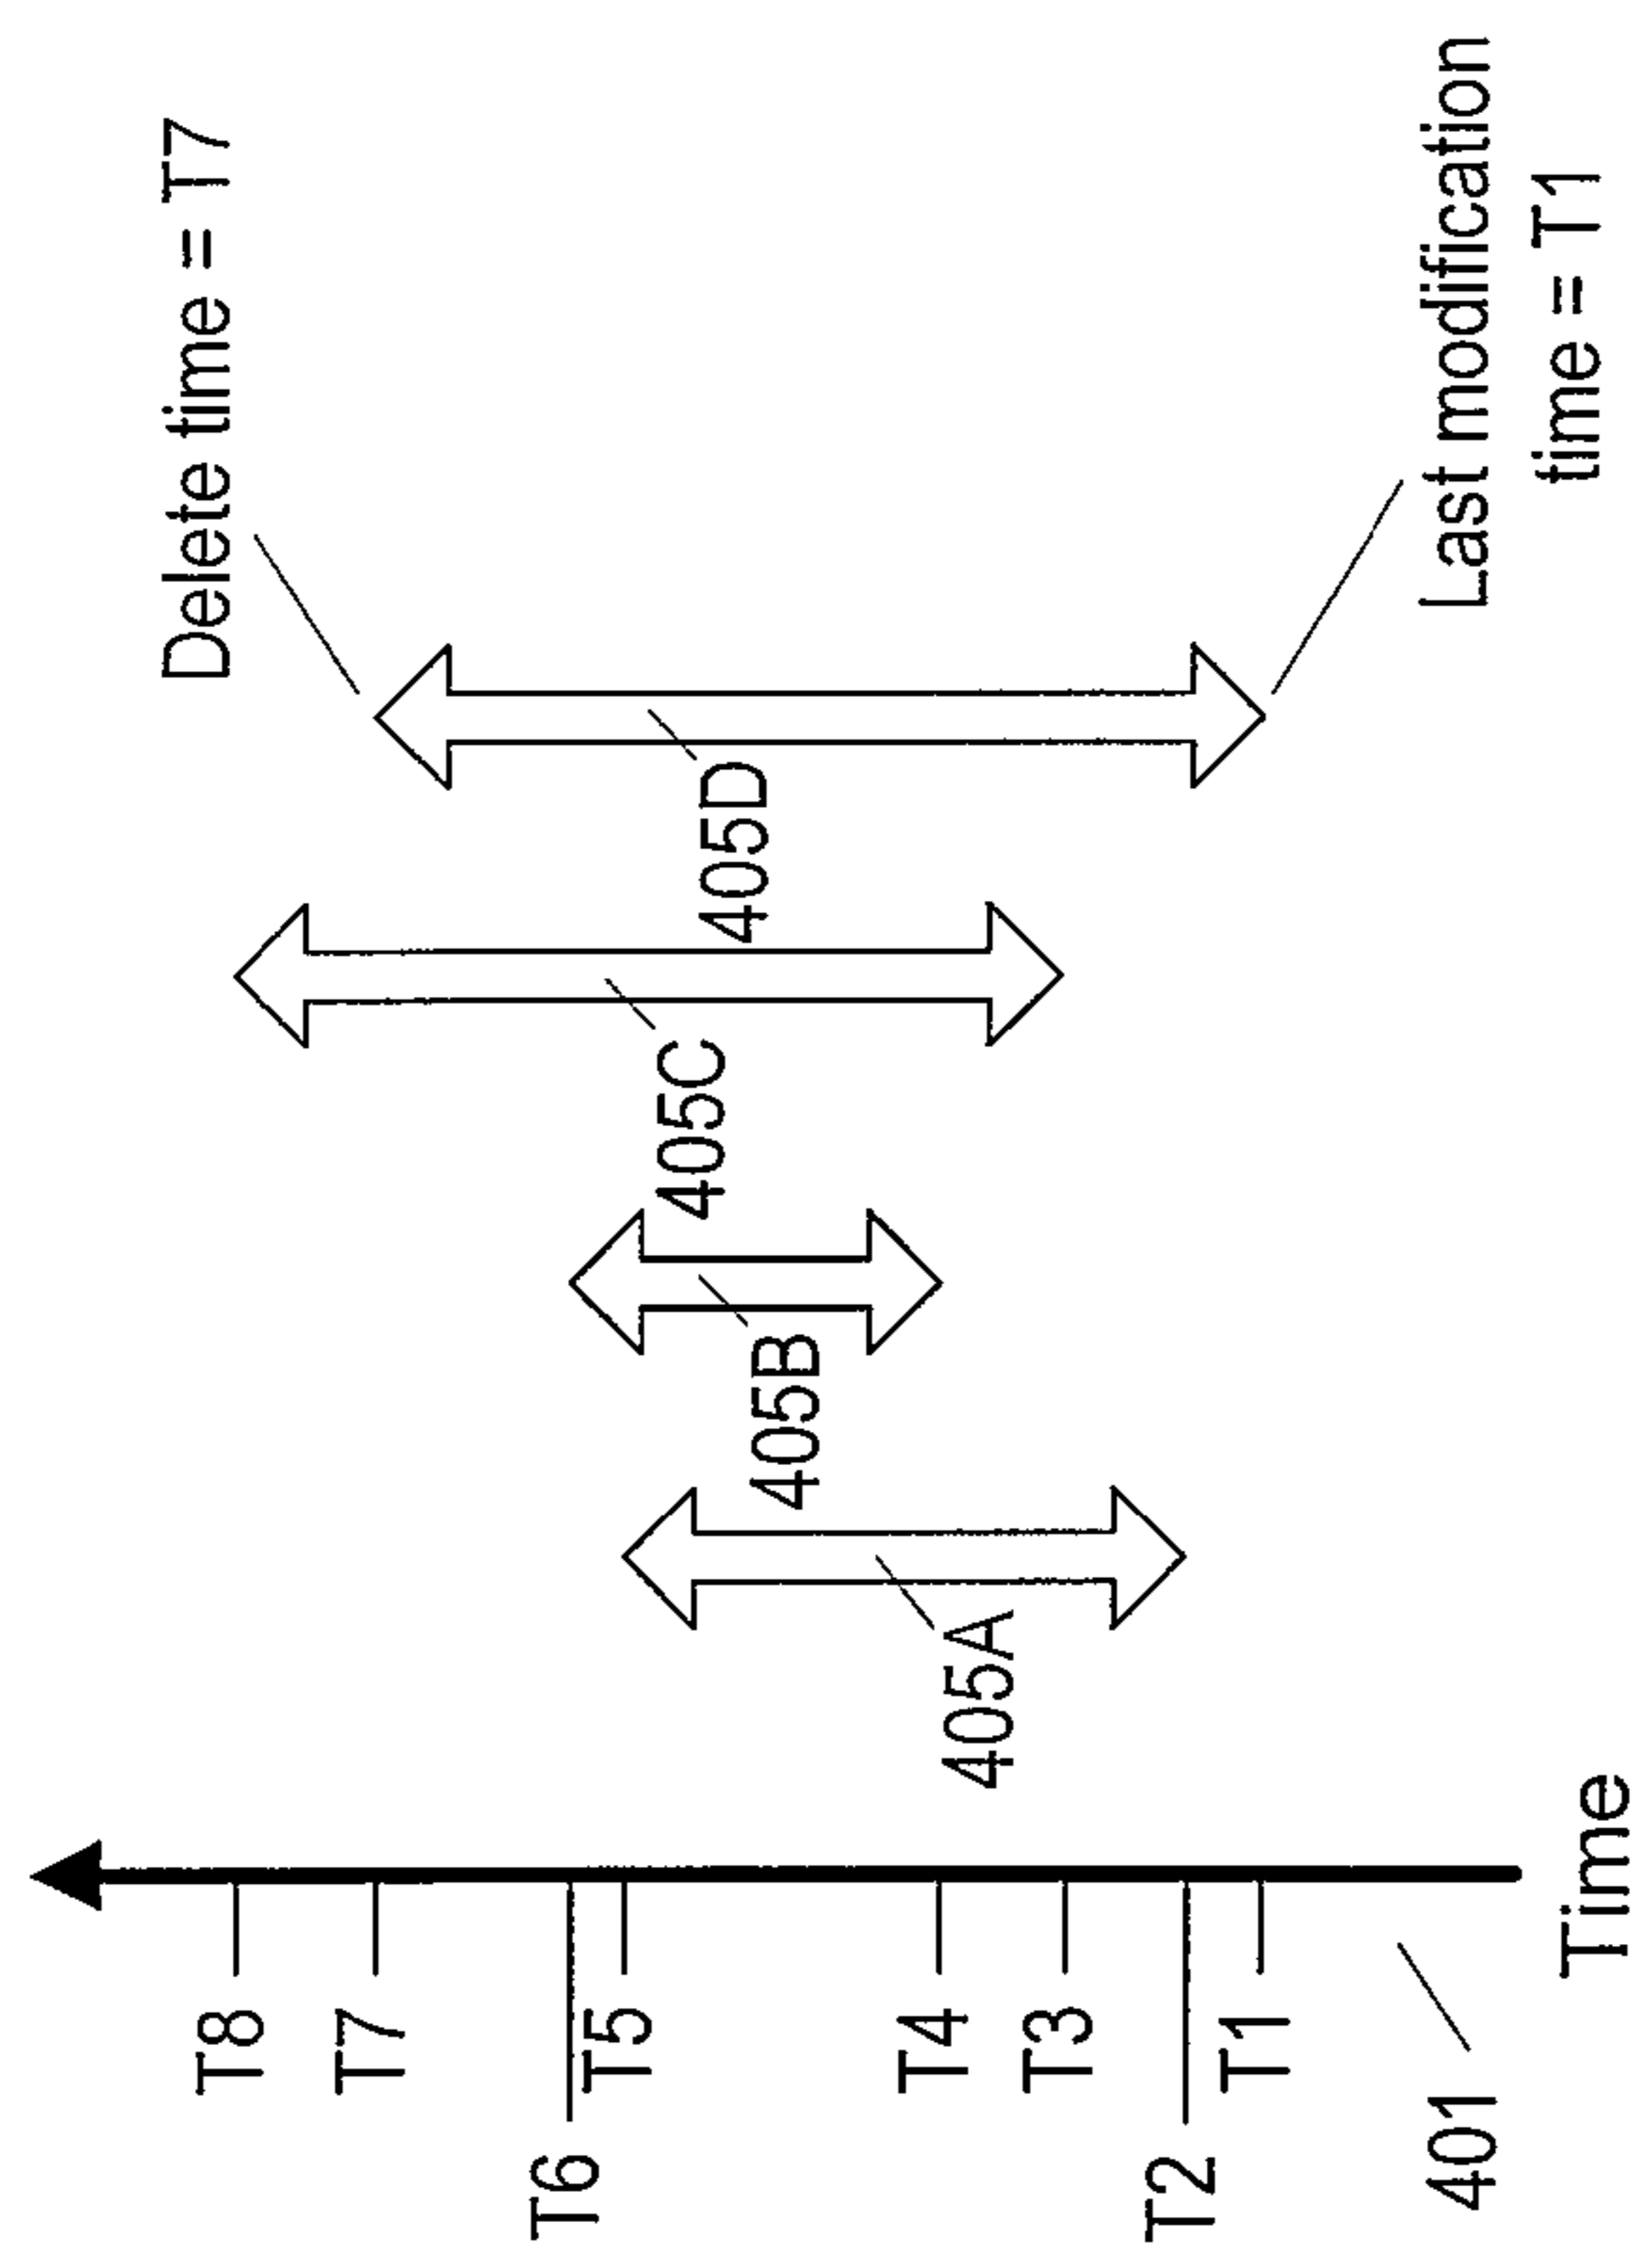 Delete time = T7
T8
T7
T6
T5
T4
T3
T2
T1
401
Time
405A
405B
405C
405D
Last modification
time = T1